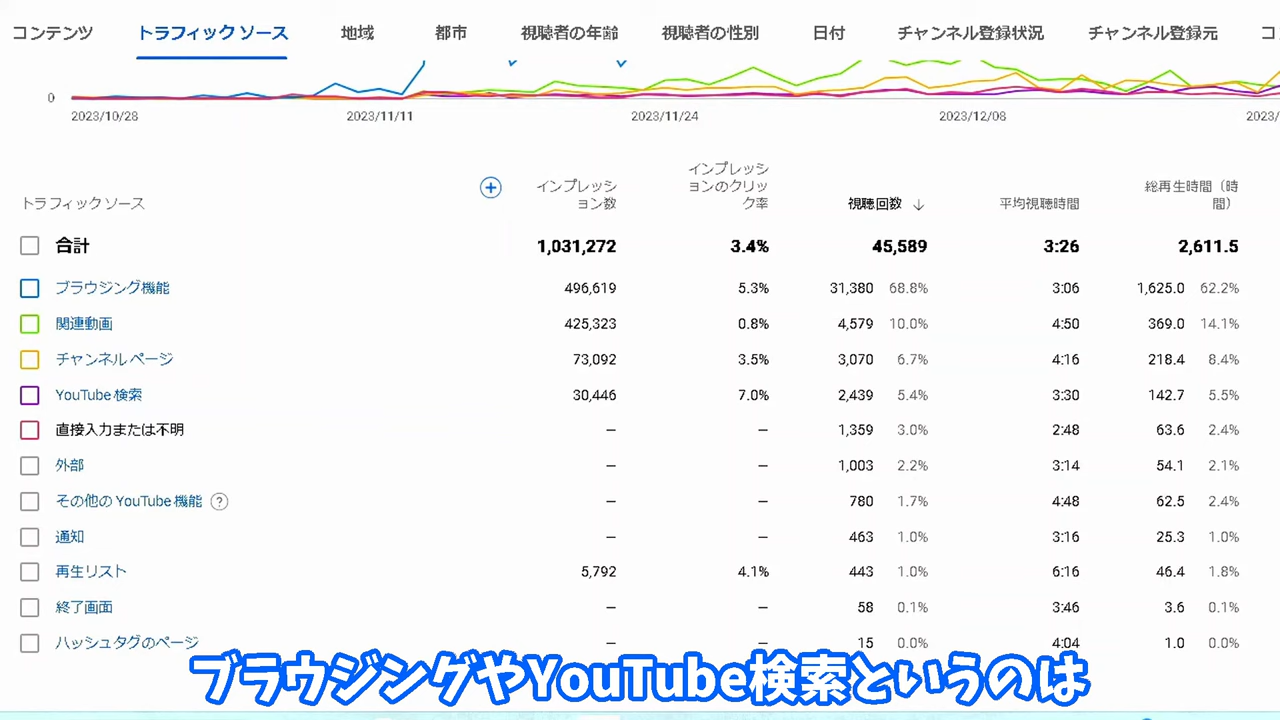 コンテンツ トラフィック ソース 地域 都市 視聴者の年齢 視聴者の性別 日付 チャンネル登録状況 チャンネル登録元
0
2023/10/28 2023/11/11 2023/11/24 2023/12/08
トラフィック ソース インプレッション数 インプレッションのクリック率 視聴回数 ↓ 平均視聴時間 総再生時間（時間）
合計 1,031,272 3.4% 45,589 3:26 2,611.5
ブラウジング機能 496,619 5.3% 31,380 68.8% 3:06 1,625.0 62.2%
関連動画 425,323 0.8% 4,579 10.0% 4:50 369.0 14.1%
チャンネル ページ 73,092 3.5% 3,070 6.7% 4:16 218.4 8.4%
YouTube 検索 30,446 7.0% 2,439 5.4% 3:30 142.7 5.5%
直接入力または不明 – – 1,359 3.0% 2:48 63.6 2.4%
外部 – – 1,003 2.2% 3:14 54.1 2.1%
その他の YouTube 機能 ? – – 780 1.7% 4:48 62.5 2.4%
通知 – – 463 1.0% 3:16 25.3 1.0%
再生リスト 5,792 4.1% 443 1.0% 6:16 46.4 1.8%
終了画面 – – 58 0.1% 3:46 3.6 0.1%
ハッシュタグのページ – – 15 0.0% 4:04 1.0 0.0%
ブラウジングやYouTube検索というのは